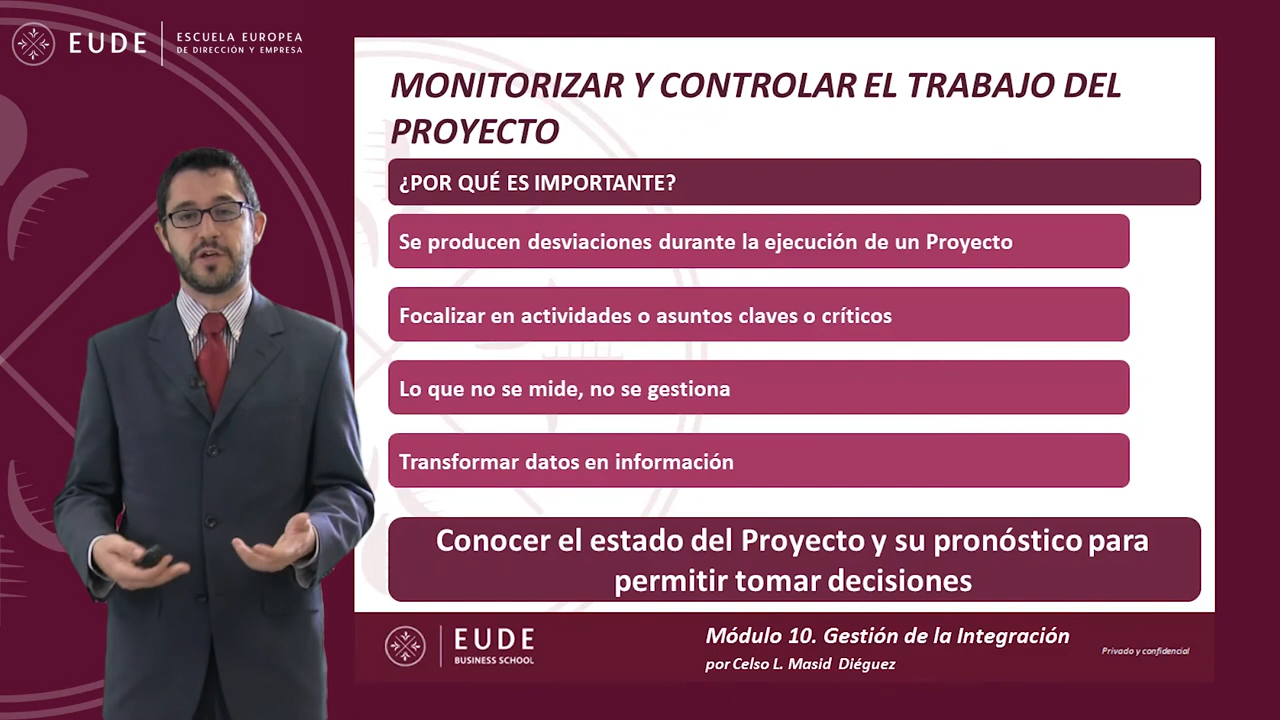 EUDE
ESCUELA EUROPEA
DE DIRECCIÓN Y EMPRESA
MONITORIZAR Y CONTROLAR EL TRABAJO DEL
PROYECTO
¿POR QUÉ ES IMPORTANTE?
Se producen desviaciones durante la ejecución de un Proyecto
Focalizar en actividades o asuntos claves o críticos
Lo que no se mide, no se gestiona
Transformar datos en información
Conocer el estado del Proyecto y su pronóstico para
permitir tomar decisiones
EUDE
BUSINESS SCHOOL
Módulo 10. Gestión de la Integración
por Celso L. Masid Diéguez
Privado y confidencial